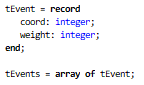 tEvent = record
coord: integer;
weight: integer;
end;
tEvents = array of tEvent;